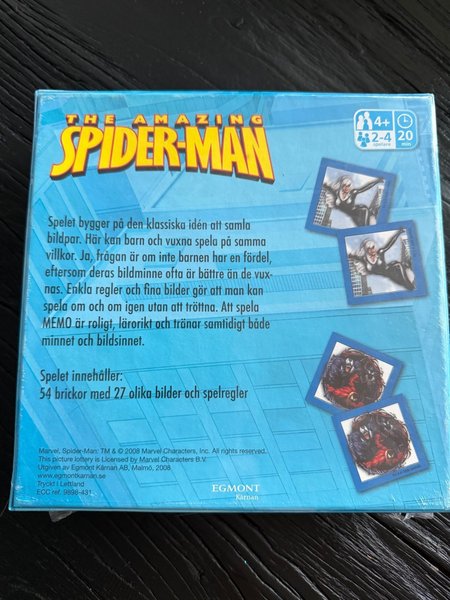 THE AMAZING
SPIDER-MAN
4+
2-4
spelare
20
min
Spelet bygger på den klassiska idén att samla
bildpar. Här kan barn och vuxna spela på samma
villkor. Ja, frågan är om inte barnen har en fördel,
eftersom deras bildminne ofta är bättre än de vux-
nas. Enkla regler och fina bilder gör att man kan
spela om och om igen utan att tröttna. Att spela
MEMO är roligt, lärorikt och tränar samtidigt både
minnet och bildsinnet.
Spelet innehåller:
54 brickor med 27 olika bilder och spelregler
Marvel, Spider-Man: TM & © 2008 Marvel Characters, Inc. All rights reserved.
This picture lottery is Licensed by Marvel Characters B.V.
Utgiven av Egmont Kärnan AB, Malmö, 2008
www.egmontkarnan.se
Tryckt i Lettland
ECC ref. 9898-431
EGMONT
Kärnan